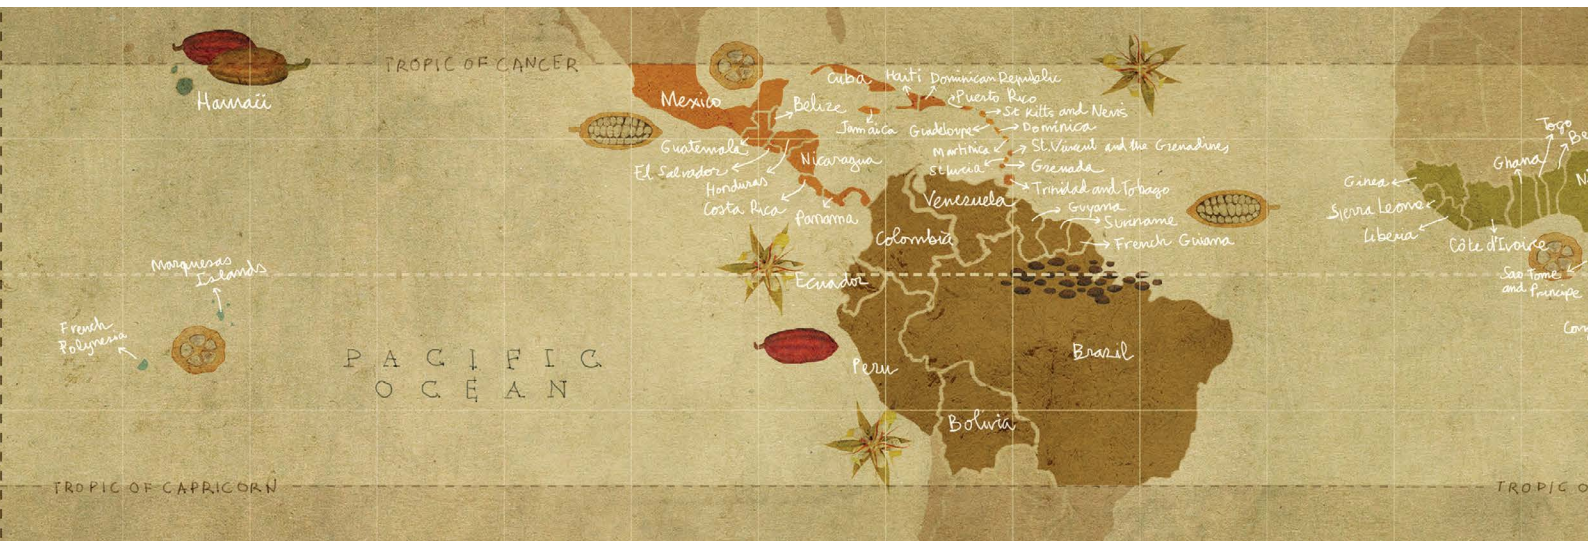 TROPIC OF CANCER
Hawaii
Mexico
Belize
Cuba
Haiti
Dominican Republic
Puerto Rico
St Kitts and Nevis
Jamaica
Guadeloupe
Dominica
Martinica
St.Vincent and the Grenadines
St Lucia
Grenada
Trinidad and Tobago
Guatemala
El Salvador
Honduras
Nicaragua
Costa Rica
Panama
Venezuela
Guyana
Suriname
French Guiana
Colombia
Ecuador
Peru
Brazil
Bolivia
Marquesas
Islands
French
Polynesia
PACIFIC
OCEAN
TROPIC OF CAPRICORN
Togo
Be
Ghana
Ni
Ginea
Sierra Leone
Liberia
Côte d'Ivoire
Sao Tome
and Principe
Con
TROPIC O